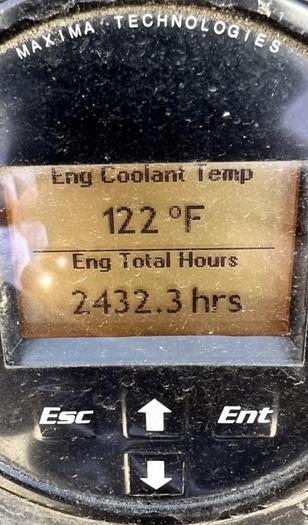 MAXIMA TECHNOLOGIES
Eng Coolant Temp
122 °F
Eng Total Hours
2432.3 hrs
Esc
Ent